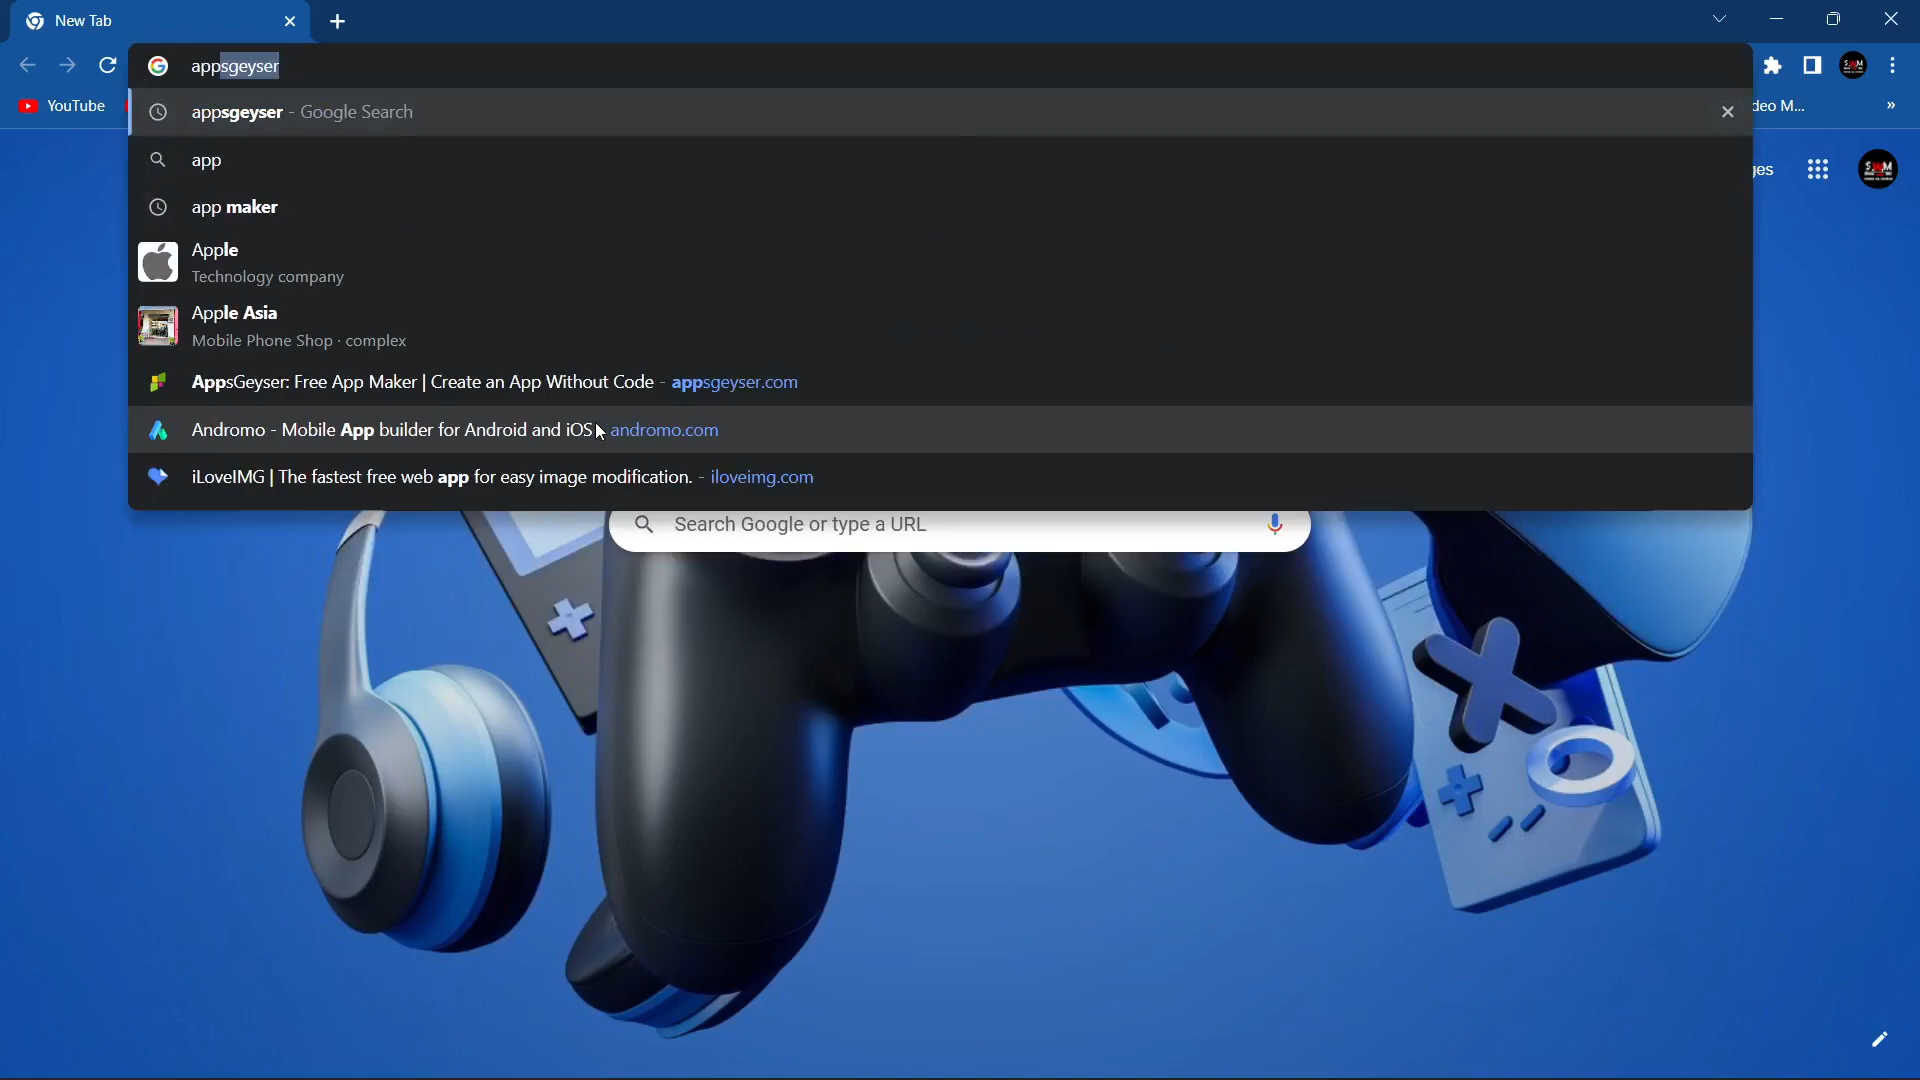 New Tab
appsgeyser
YouTube
deo M...
»
appsgeyser - Google Search
app
ges
app maker
Apple
Technology company
Apple Asia
Mobile Phone Shop · complex
AppsGeyser: Free App Maker | Create an App Without Code - appsgeyser.com
Andromo - Mobile App builder for Android and iOS andromo.com
iLoveIMG | The fastest free web app for easy image modification. - iloveimg.com
Search Google or type a URL